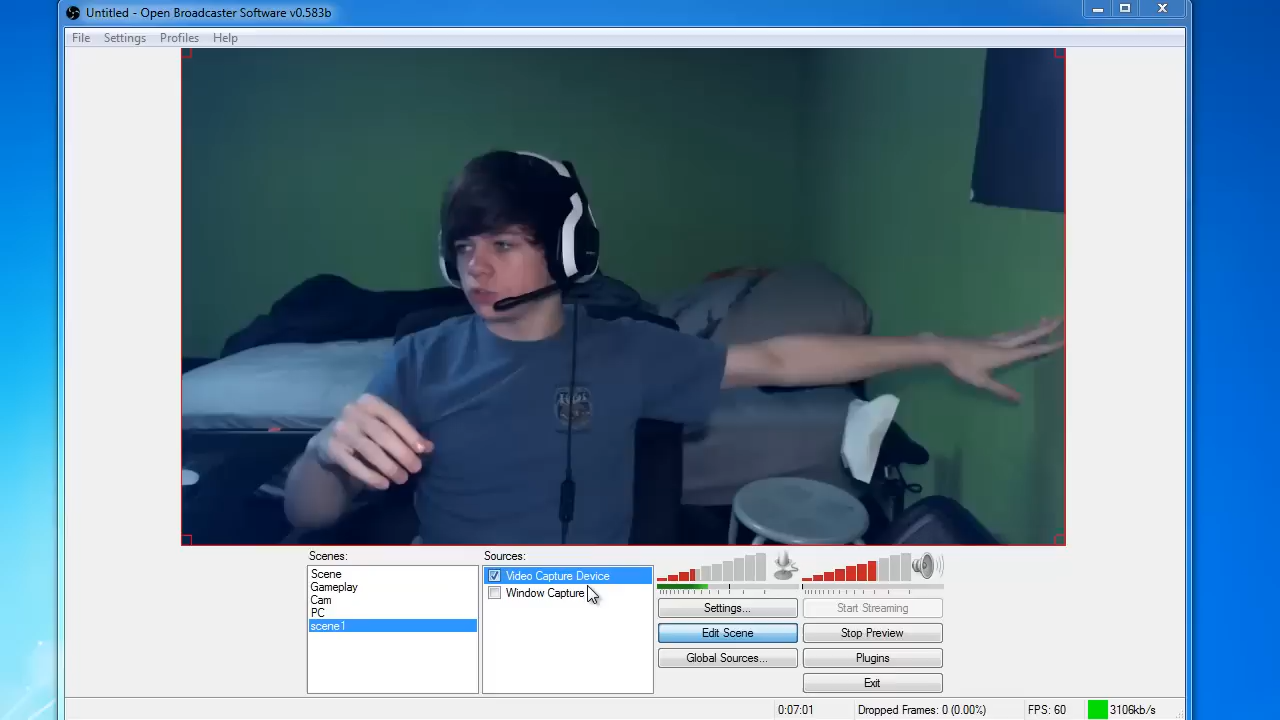 Untitled - Open Broadcaster Software v0.583b
File Settings Profiles Help
Scenes:
Scene
Gameplay
Cam
PC
scene1
Sources:
Video Capture Device
Window Capture
Settings...
Start Streaming
Edit Scene
Stop Preview
Global Sources...
Plugins
Exit
0:07:01 Dropped Frames: 0 (0.00%) FPS: 60 3106kb/s